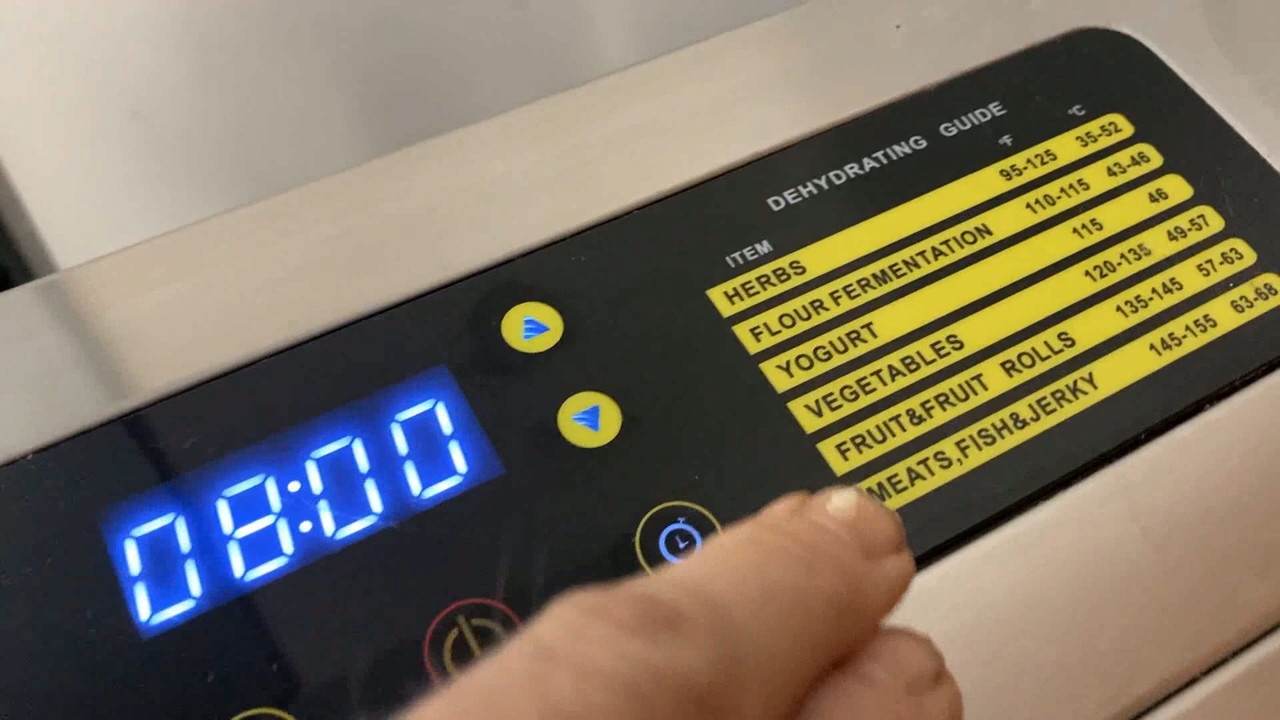 DEHYDRATING GUIDE
ITEM °F °C
HERBS 95-125 35-52
FLOUR FERMENTATION 110-115 43-46
YOGURT 115 46
VEGETABLES 120-135 49-57
FRUIT&FRUIT ROLLS 135-145 57-63
MEATS,FISH&JERKY 145-155 63-68
08:00